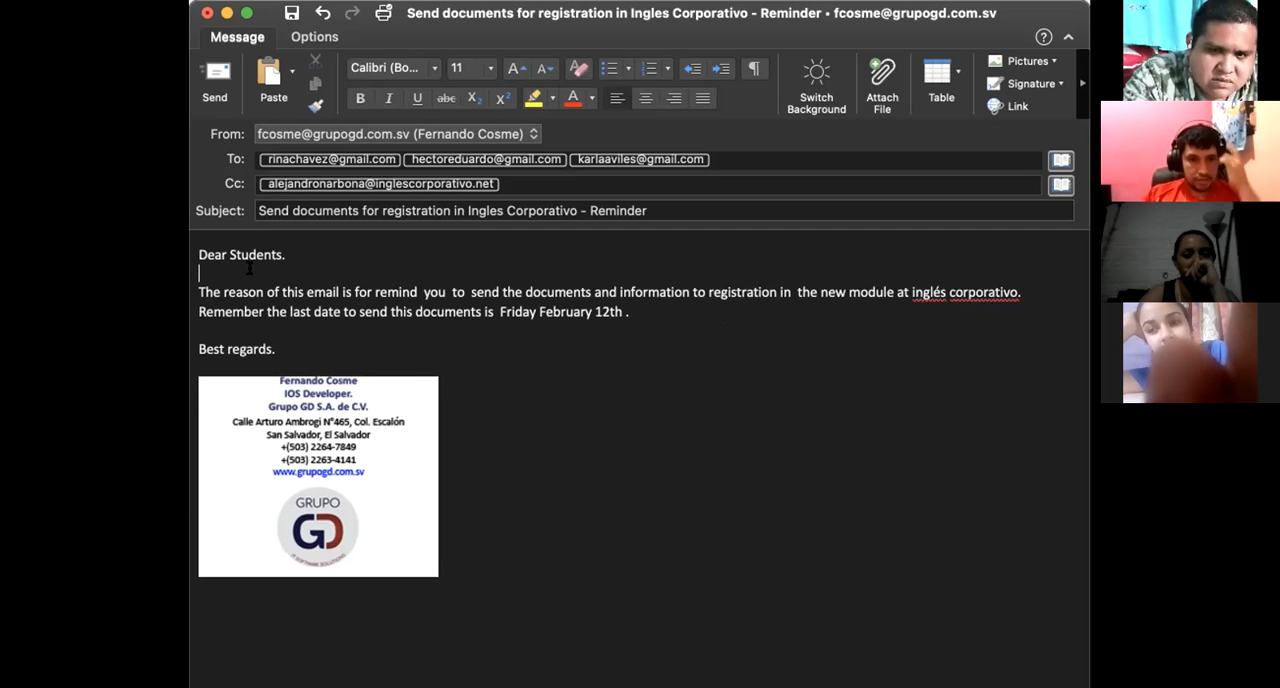 Send documents for registration in Ingles Corporativo - Reminder • fcosme@grupogd.com.sv
Message Options
Calibri (Bo... 11
Send Paste
B I U abc X₂ X² A
Switch Background
Attach File
Table
Pictures
Signature
Link
From: fcosme@grupogd.com.sv (Fernando Cosme)
To: rinachavez@gmail.com hectoreduardo@gmail.com karlaaviles@gmail.com
Cc: alejandronarbona@inglescorporativo.net
Subject: Send documents for registration in Ingles Corporativo - Reminder
Dear Students.
The reason of this email is for remind you to send the documents and information to registration in the new module at inglés corporativo.
Remember the last date to send this documents is Friday February 12th .
Best regards.
Fernando Cosme
IOS Developer.
Grupo GD S.A. de C.V.
Calle Arturo Ambrogi N°465, Col. Escalón
San Salvador, El Salvador
+(503) 2264-7849
+(503) 2263-4141
www.grupogd.com.sv
GRUPO
GD
IT SOFTWARE SOLUTIONS